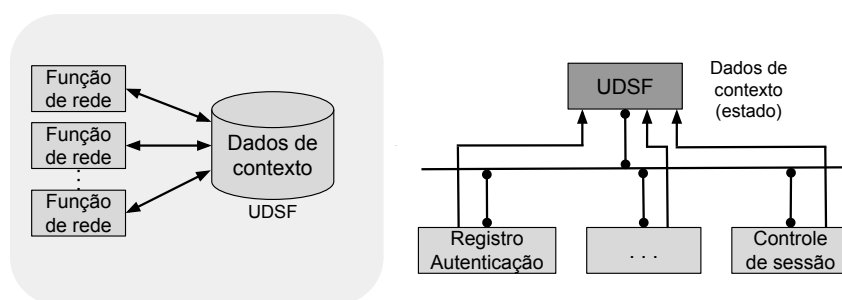 Função
de rede
Função
de rede
Função
de rede
Dados de
contexto
UDSF
UDSF
Dados de
contexto
(estado)
Registro
Autenticação
. . .
Controle
de sessão